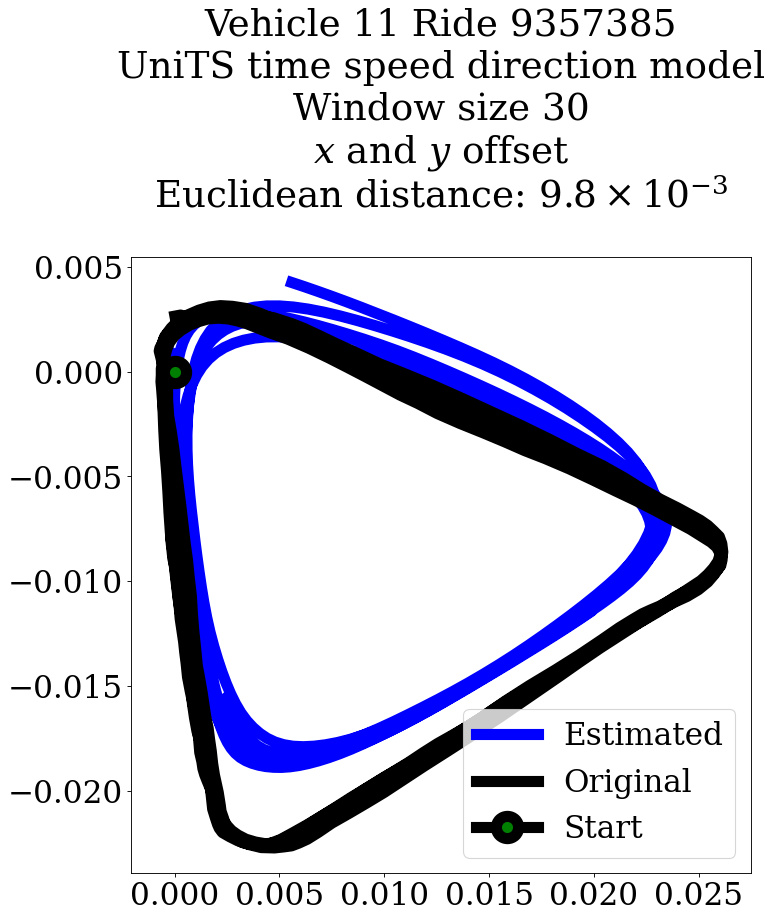 Vehicle 11 Ride 9357385
UniTS time speed direction model
Window size 30
x and y offset
Euclidean distance: 9.8 × 10⁻³
0.005
0.000
−0.005
−0.010
−0.015
−0.020
Estimated
Original
Start
0.000 0.005 0.010 0.015 0.020 0.025